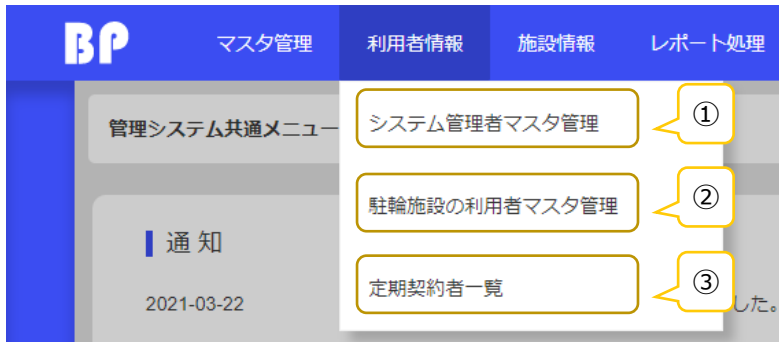 BP マスタ管理 利用者情報 施設情報 レポート処理
管理システム共通メニュー
システム管理者マスタ管理 ①
駐輪施設の利用者マスタ管理 ②
通知
定期契約者一覧 ③
2021-03-22 した。